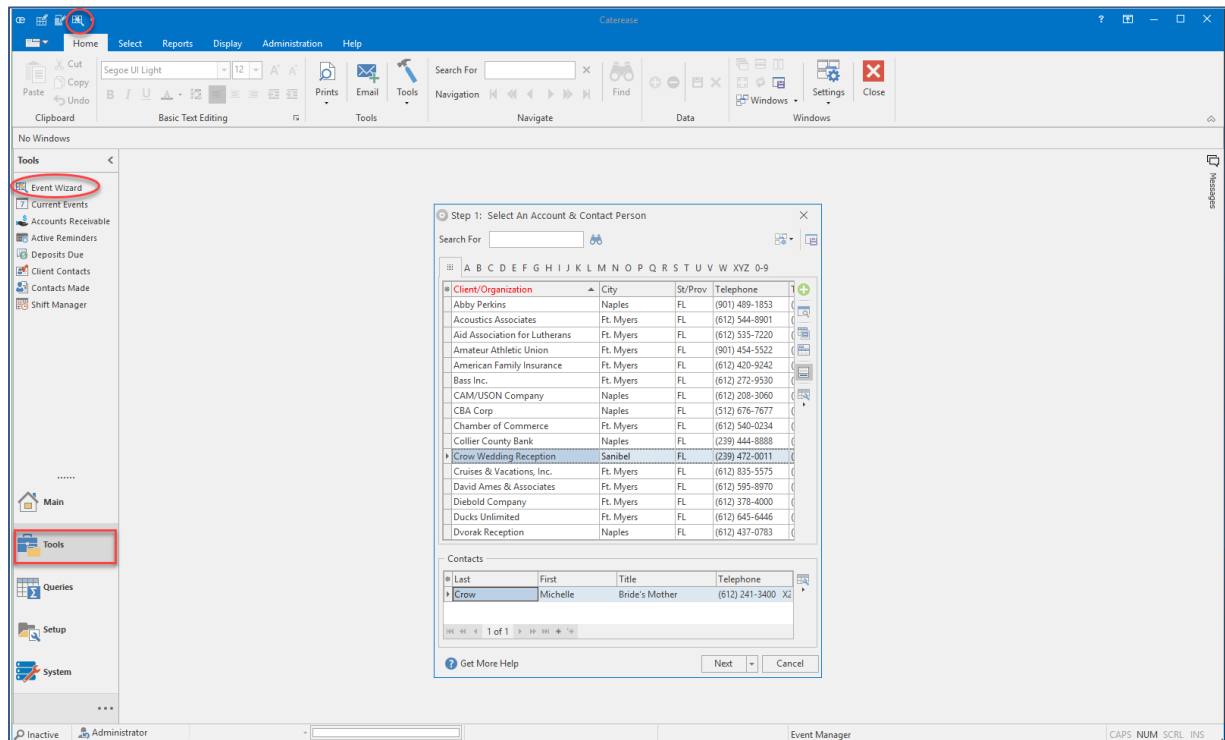 Caterease
Home Select Reports Display Administration Help
Cut
Copy
Undo
Paste
Clipboard
Segoe UI Light 12 A A
B I U A
Basic Text Editing
Prints Email Tools
Tools
Search For
Navigation
Find
Navigate
Data
Windows
Settings Close
Windows
No Windows
Tools
Event Wizard
7 Current Events
Accounts Receivable
Active Reminders
Deposits Due
Client Contacts
Contacts Made
Shift Manager
Main
Tools
Queries
Setup
System
Messages
Step 1: Select An Account & Contact Person
Search For
A B C D E F G H I J K L M N O P Q R S T U V W XYZ 0-9
Client/Organization City St/Prov Telephone
Abby Perkins Naples FL (901) 489-1853
Acoustics Associates Ft. Myers FL (612) 544-8901
Aid Association for Lutherans Ft. Myers FL (612) 535-7220
Amateur Athletic Union Ft. Myers FL (901) 454-5522
American Family Insurance Ft. Myers FL (612) 420-9242
Bass Inc. Ft. Myers FL (612) 272-9530
CAM/USON Company Naples FL (612) 208-3060
CBA Corp Naples FL (512) 676-7677
Chamber of Commerce Ft. Myers FL (612) 540-0234
Collier County Bank Naples FL (239) 444-8888
Crow Wedding Reception Sanibel FL (239) 472-0011
Cruises & Vacations, Inc. Ft. Myers FL (612) 835-5575
David Ames & Associates Ft. Myers FL (612) 595-8970
Diebold Company Ft. Myers FL (612) 378-4000
Ducks Unlimited Ft. Myers FL (612) 645-6446
Dvorak Reception Naples FL (612) 437-0783
Contacts
Last First Title Telephone
Crow Michelle Bride's Mother (612) 241-3400
1 of 1
Get More Help Next Cancel
Inactive Administrator Event Manager CAPS NUM SCRL INS